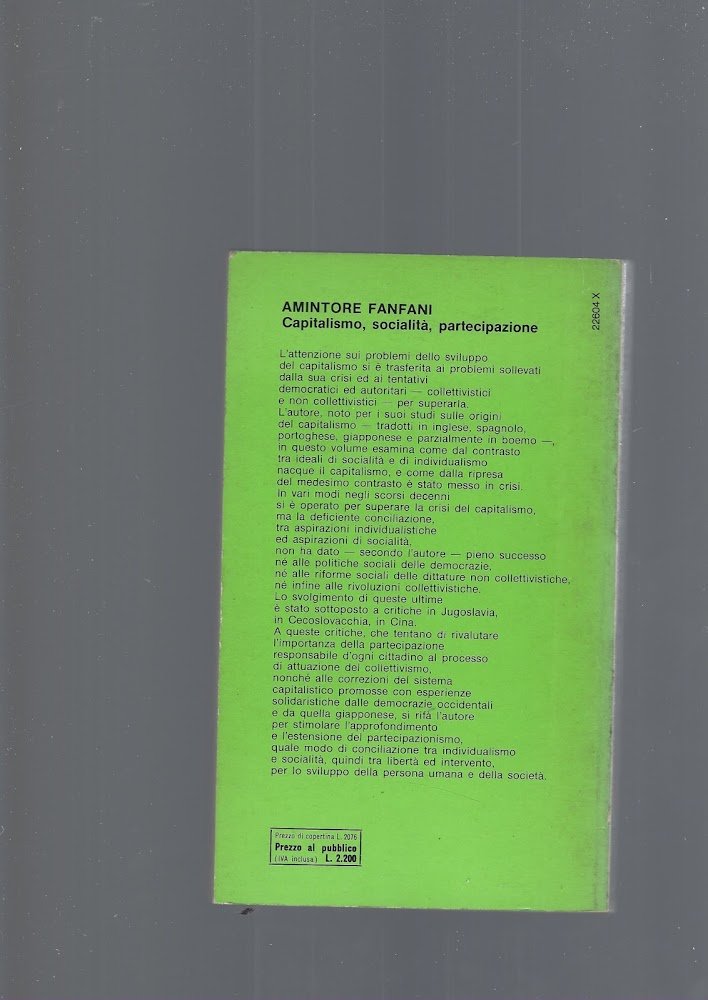 AMINTORE FANFANI
Capitalismo, socialità, partecipazione
22604 X
L'attenzione sui problemi dello sviluppo
del capitalismo si è trasferita ai problemi sollevati
dalla sua crisi ed ai tentativi
democratici ed autoritari — collettivistici
e non collettivistici — per superarla.
L'autore, noto per i suoi studi sulle origini
del capitalismo — tradotti in inglese, spagnolo,
portoghese, giapponese e parzialmente in boemo —,
in questo volume esamina come dal contrasto
tra ideali di socialità e di individualismo
nacque il capitalismo, e come dalla ripresa
del medesimo contrasto è stato messo in crisi.
In vari modi negli scorsi decenni
si è operato per superare la crisi del capitalismo,
ma la deficiente conciliazione,
tra aspirazioni individualistiche
ed aspirazioni di socialità,
non ha dato — secondo l'autore — pieno successo
né alle politiche sociali delle democrazie,
né alle riforme sociali delle dittature non collettivistiche,
né infine alle rivoluzioni collettivistiche.
Lo svolgimento di queste ultime
è stato sottoposto a critiche in Jugoslavia,
in Cecoslovacchia, in Cina.
A queste critiche, che tentano di rivalutare
l'importanza della partecipazione
responsabile d'ogni cittadino al processo
di attuazione del collettivismo,
nonché alle correzioni del sistema
capitalistico promosse con esperienze
solidaristiche dalle democrazie occidentali
e da quella giapponese, si rifà l'autore
per stimolare l'approfondimento
e l'estensione del partecipazionismo,
quale modo di conciliazione tra individualismo
e socialità, quindi tra libertà ed intervento,
per lo sviluppo della persona umana e della società.
Prezzo di copertina L. 2076
Prezzo al pubblico
(IVA inclusa) L. 2.200